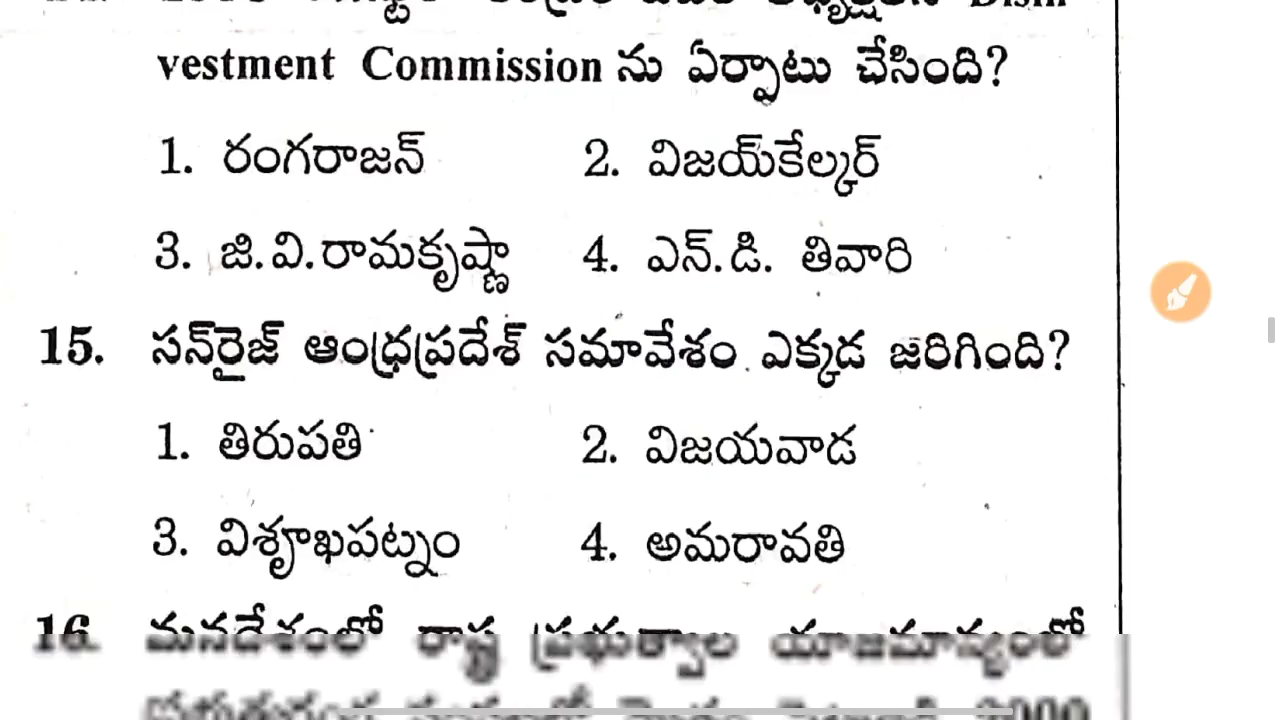 vestment Commission ను ఏర్పాటు చేసింది?
1. రంగరాజన్ 2. విజయ్‌కేల్కర్
3. జి.వి.రామకృష్ణా 4. ఎన్.డి. తివారి
15. సన్‌రైజ్ ఆంధ్రప్రదేశ్ సమావేశం ఎక్కడ జరిగింది?
1. తిరుపతి 2. విజయవాడ
3. విశాఖపట్నం 4. అమరావతి
16. మనదేశంలో రాష్ట్ర ప్రభుత్వాల యాజమాన్యంలో